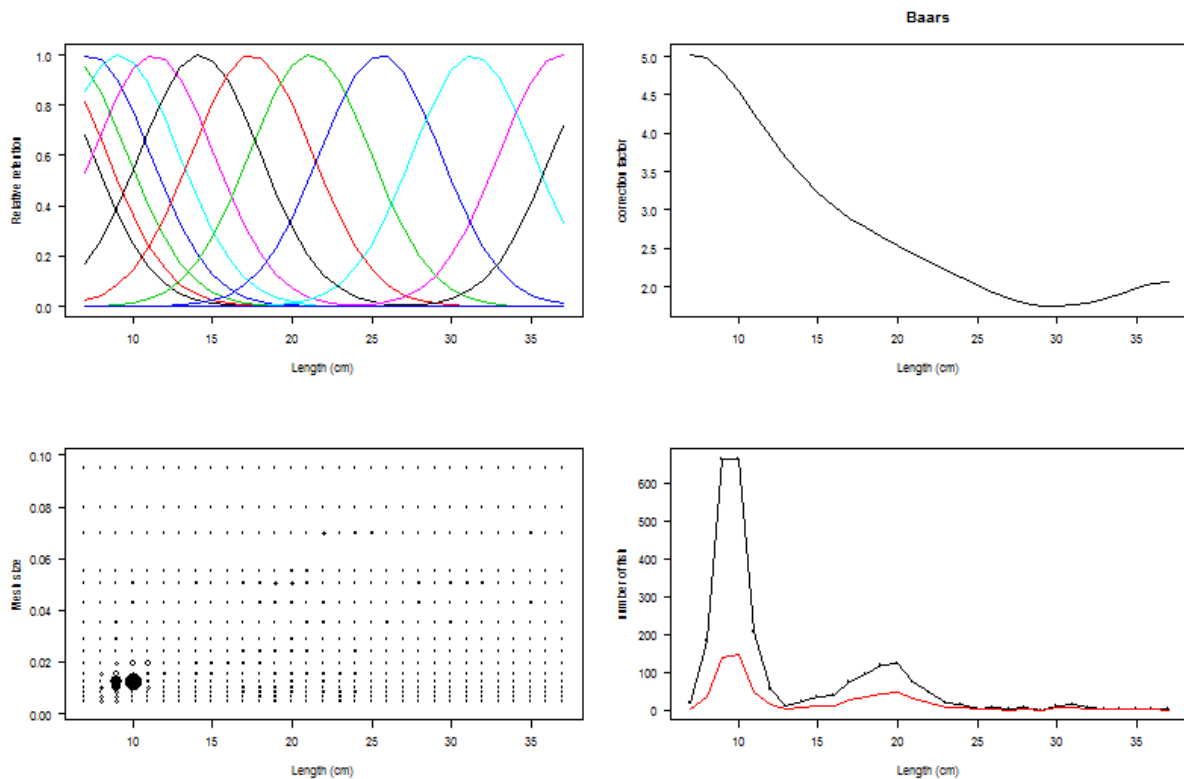 Baars
Relative retention
1.0
0.8
0.6
0.4
0.2
0.0
10 15 20 25 30 35
Length (cm)
correction factor
5.0
4.5
4.0
3.5
3.0
2.5
2.0
10 15 20 25 30 35
Length (cm)
Mesh size
0.10
0.08
0.06
0.04
0.02
0.00
10 15 20 25 30 35
Length (cm)
number of fish
600
500
400
300
200
100
0
10 15 20 25 30 35
Length (cm)